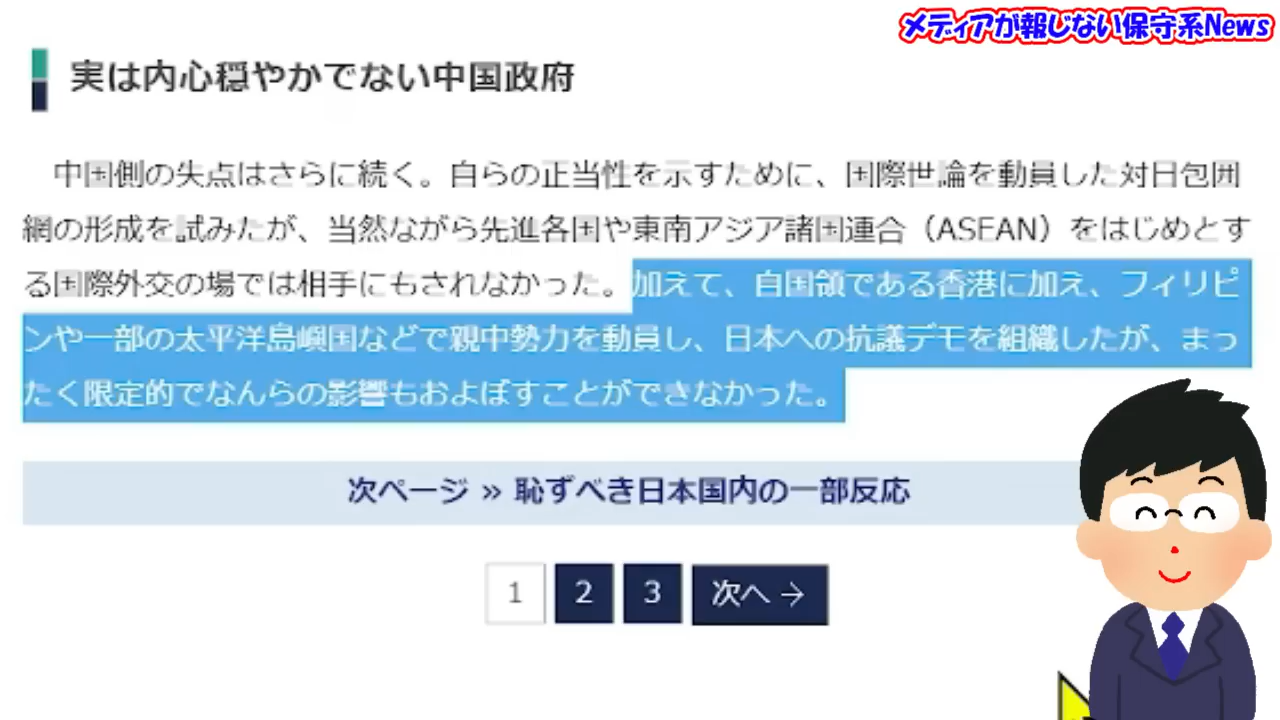 メディアが報じない保守系News
実は内心穏やかでない中国政府
中国側の失点はさらに続く。自らの正当性を示すために、国際世論を動員した対日包囲
網の形成を試みたが、当然ながら先進各国や東南アジア諸国連合（ASEAN）をはじめとす
る国際外交の場では相手にもされなかった。加えて、自国領である香港に加え、フィリピ
ンや一部の太平洋島嶼国などで親中勢力を動員し、日本への抗議デモを組織したが、まっ
たく限定的でなんらの影響もおよぼすことができなかった。
次ページ » 恥ずべき日本国内の一部反応
1 2 3 次へ →